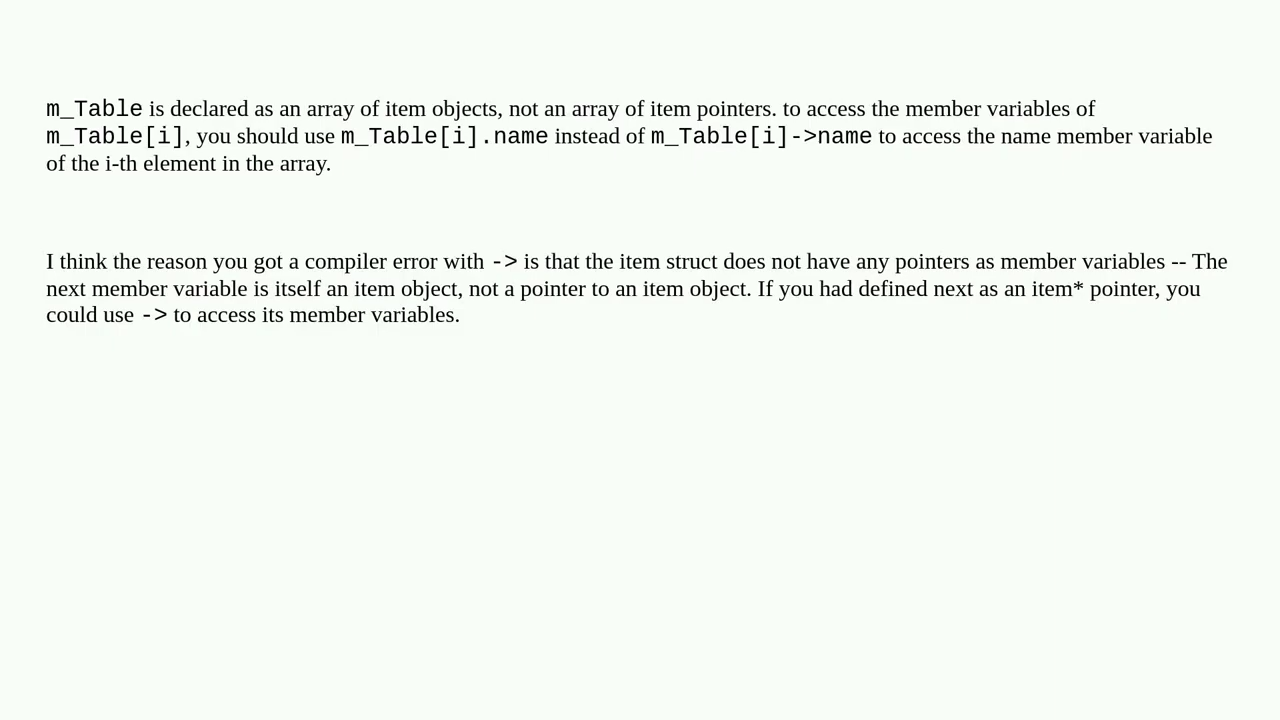 m_Table is declared as an array of item objects, not an array of item pointers. to access the member variables of
m_Table[i], you should use m_Table[i].name instead of m_Table[i]->name to access the name member variable
of the i-th element in the array.
I think the reason you got a compiler error with -> is that the item struct does not have any pointers as member variables -- The
next member variable is itself an item object, not a pointer to an item object. If you had defined next as an item* pointer, you
could use -> to access its member variables.